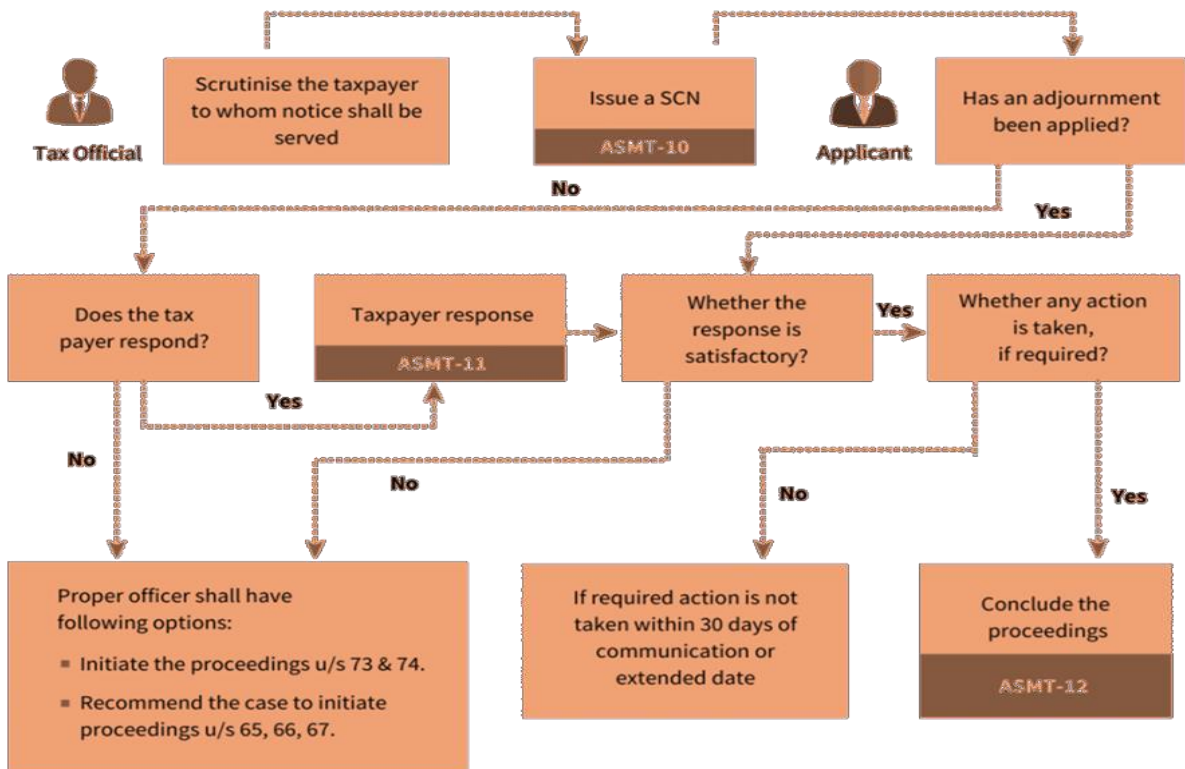 Tax Official
Scrutinise the taxpayer
to whom notice shall be
served
Issue a SCN
ASMT-10
Applicant
Has an adjournment
been applied?
No
Yes
Does the tax
payer respond?
Taxpayer response
ASMT-11
Whether the
response is
satisfactory?
Yes
Whether any action
is taken,
if required?
Yes
No
No
No
Yes
Proper officer shall have
following options:
▪ Initiate the proceedings u/s 73 & 74.
▪ Recommend the case to initiate
proceedings u/s 65, 66, 67.
If required action is not
taken within 30 days of
communication or
extended date
Conclude the
proceedings
ASMT-12